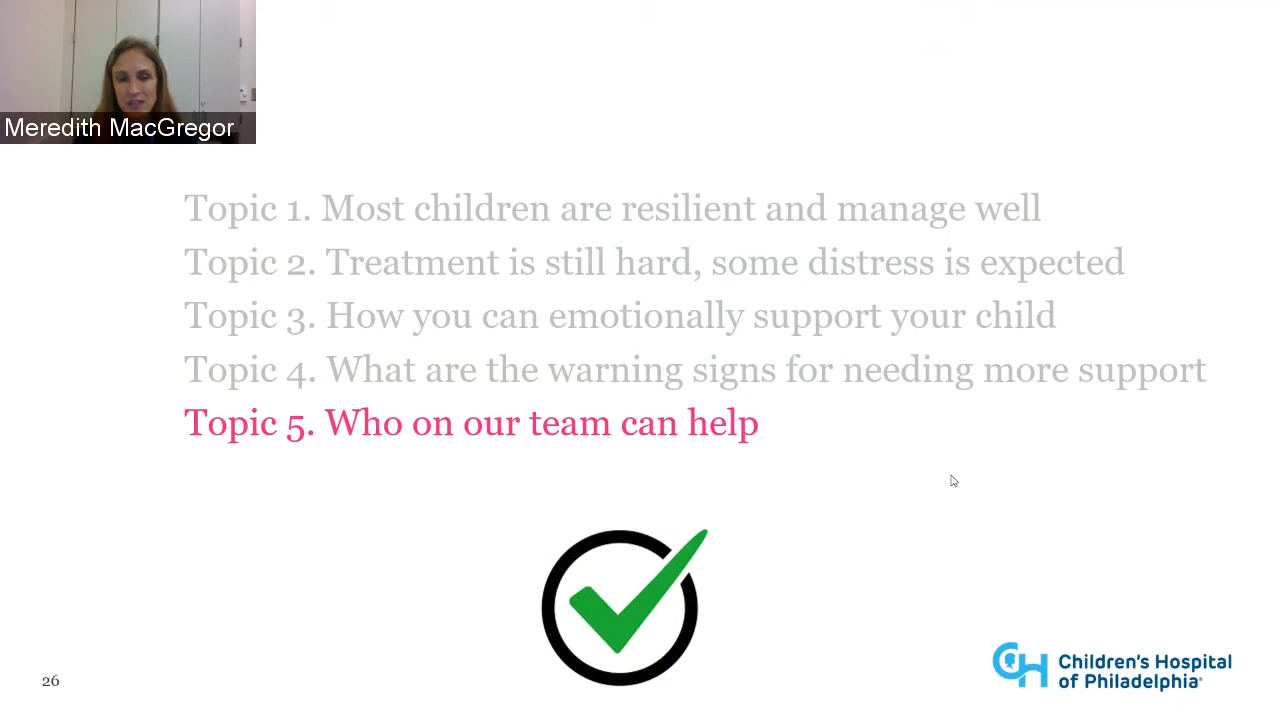 Meredith MacGregor
Topic 1. Most children are resilient and manage well
Topic 2. Treatment is still hard, some distress is expected
Topic 3. How you can emotionally support your child
Topic 4. What are the warning signs for needing more support
Topic 5. Who on our team can help
26
CH Children's Hospital
of Philadelphia®